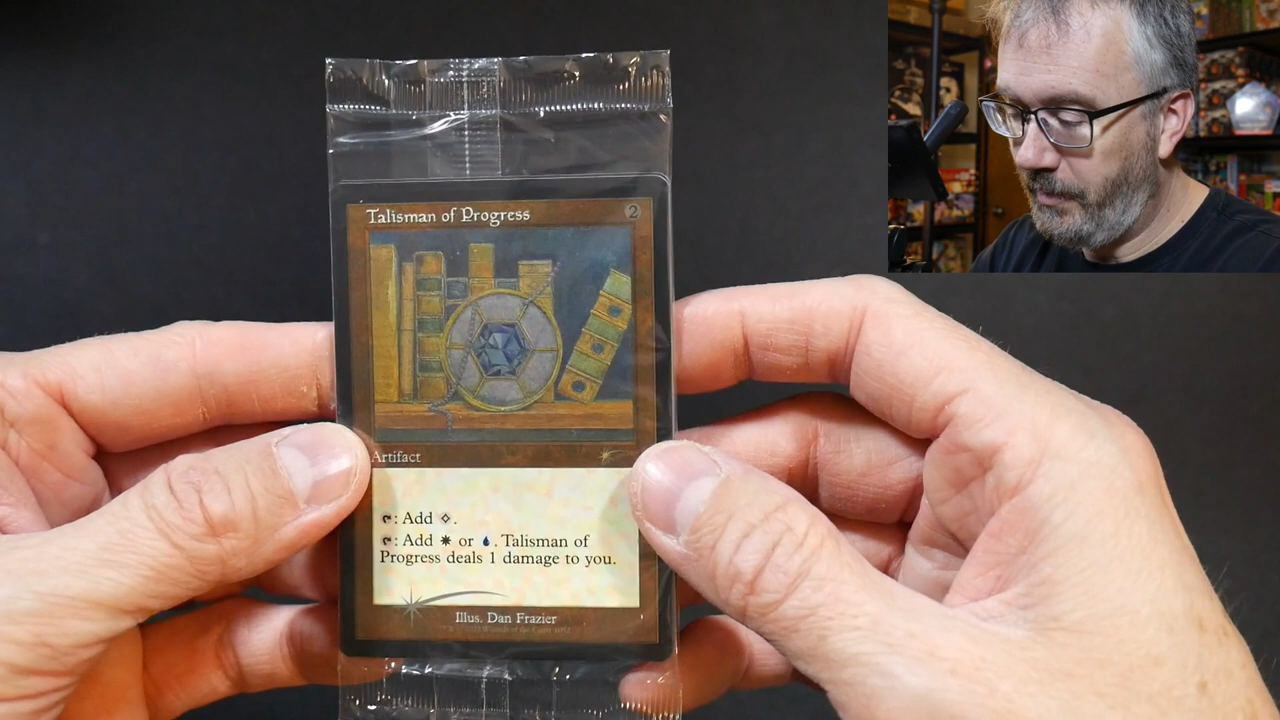 Talisman of Progress 2
Artifact
: Add .
: Add or . Talisman of
Progress deals 1 damage to you.
Illus. Dan Frazier